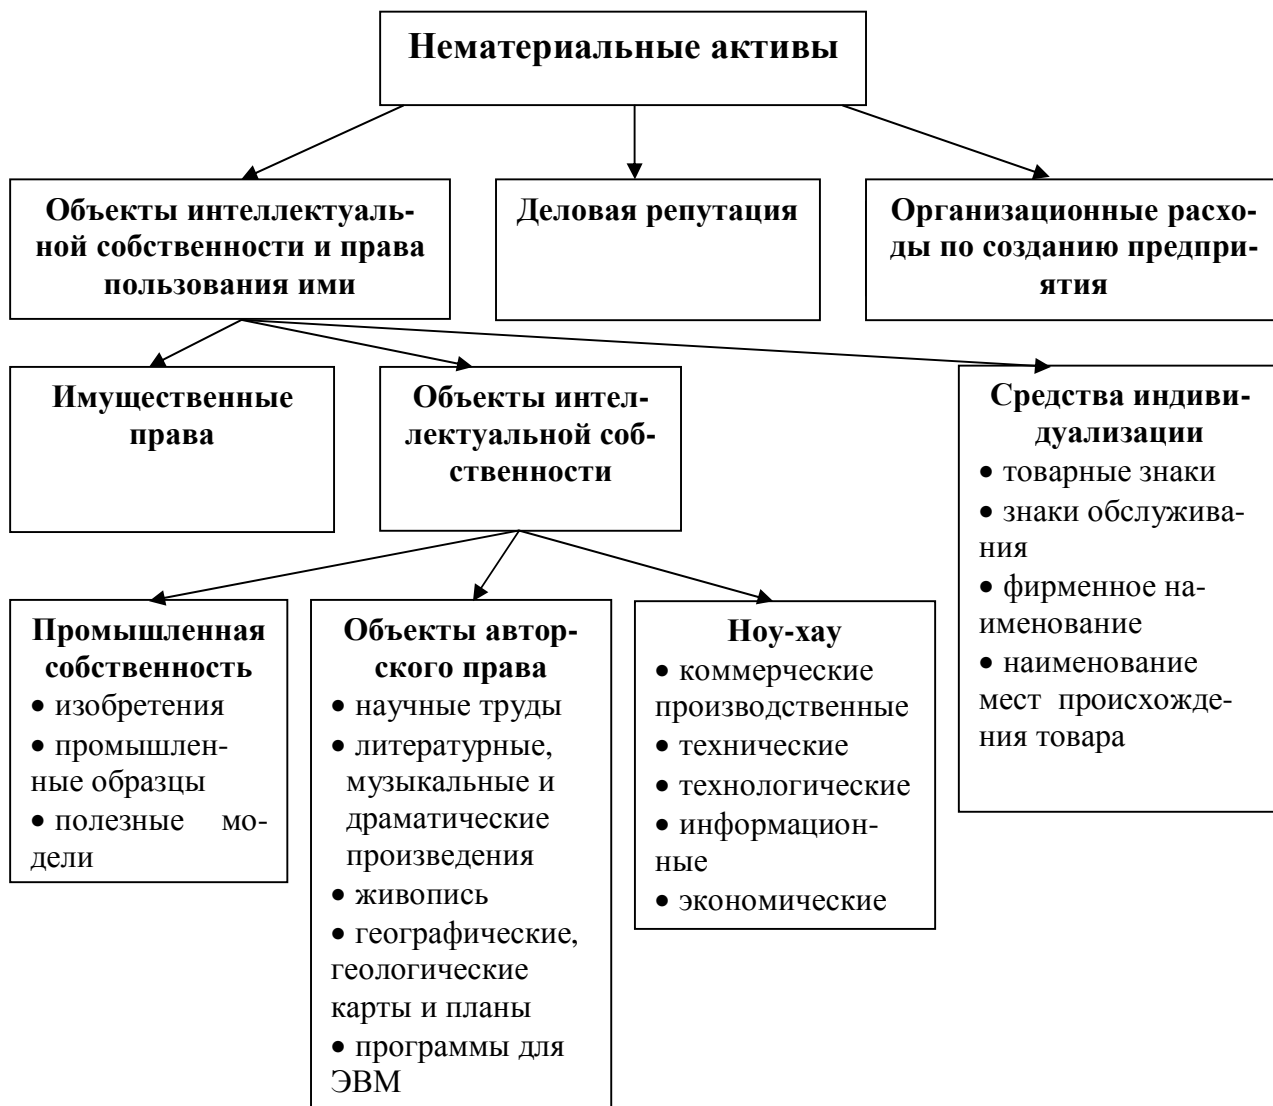 Нематериальные активы
Объекты интеллектуаль-
ной собственности и права
пользования ими
Деловая репутация
Организационные расхо-
ды по созданию предпри-
ятия
Имущественные
права
Объекты интел-
лектуальной соб-
ственности
Средства индиви-
дуализации
• товарные знаки
• знаки обслужива-
ния
• фирменное на-
именование
• наименование
мест происхожде-
ния товара
Промышленная
собственность
• изобретения
• промышлен-
ные образцы
• полезные мо-
дели
Объекты автор-
ского права
• научные труды
• литературные,
музыкальные и
драматические
произведения
• живопись
• географические,
геологические
карты и планы
• программы для
ЭВМ
Ноу-хау
• коммерческие
производственные
• технические
• технологические
• информацион-
ные
• экономические